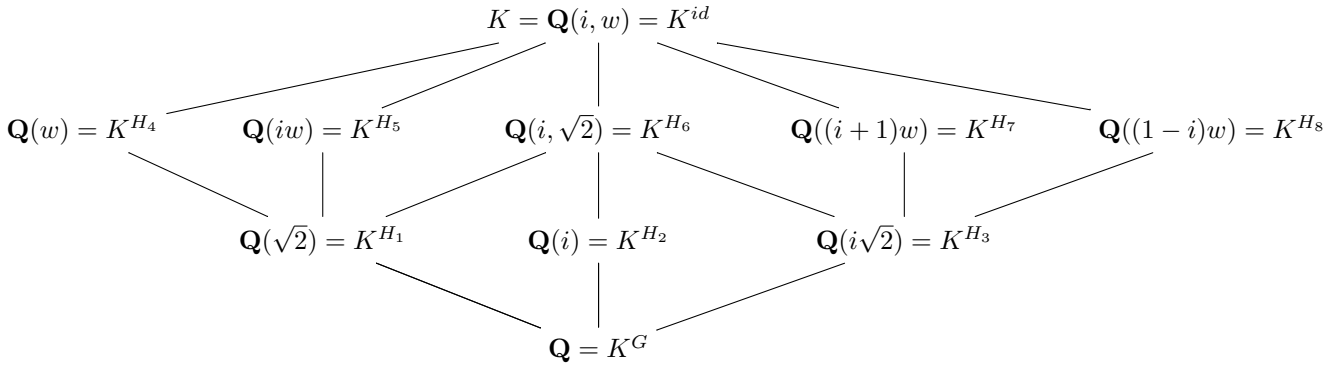 K = Q(i, w) = K^{id}
Q(w) = K^{H_4} Q(iw) = K^{H_5} Q(i, √2) = K^{H_6} Q((i + 1)w) = K^{H_7} Q((1 − i)w) = K^{H_8}
Q(√2) = K^{H_1} Q(i) = K^{H_2} Q(i√2) = K^{H_3}
Q = K^G